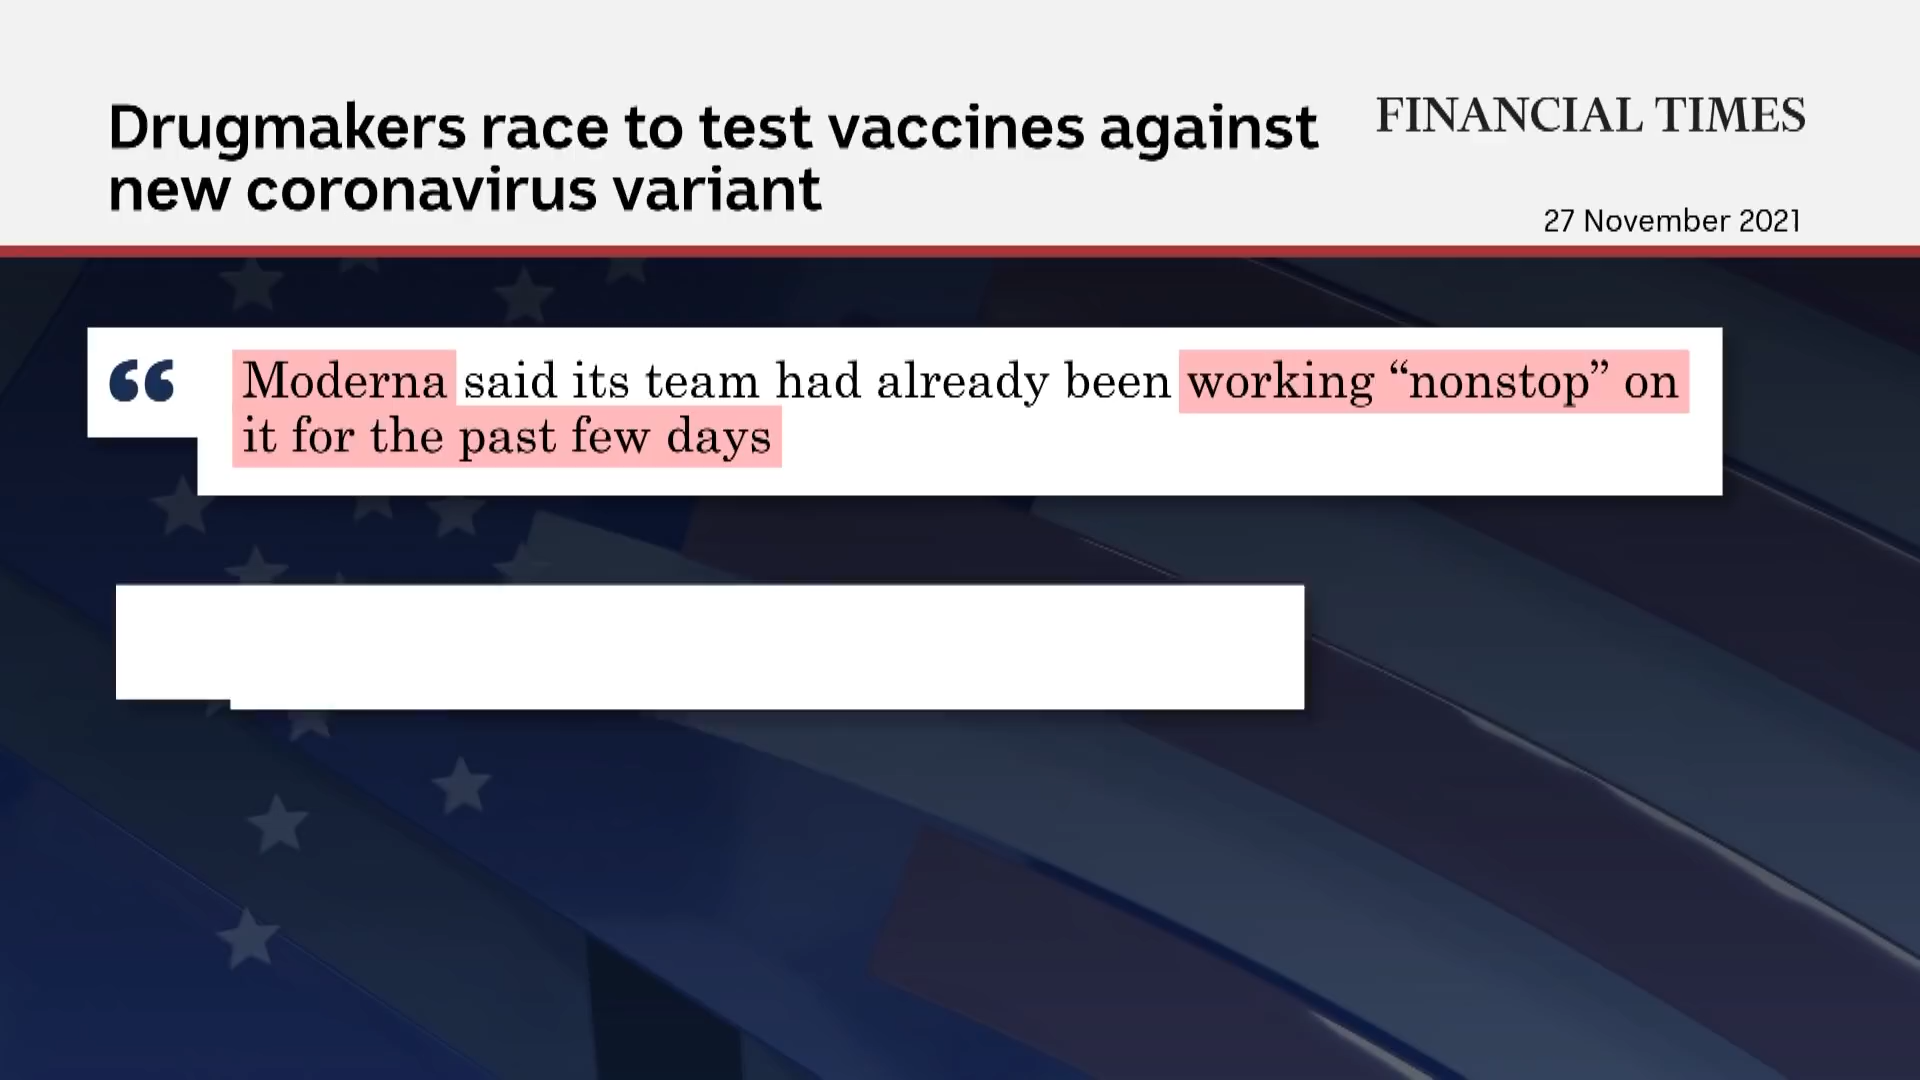 Drugmakers race to test vaccines against
new coronavirus variant
FINANCIAL TIMES
27 November 2021
“ Moderna said its team had already been working “nonstop” on
it for the past few days